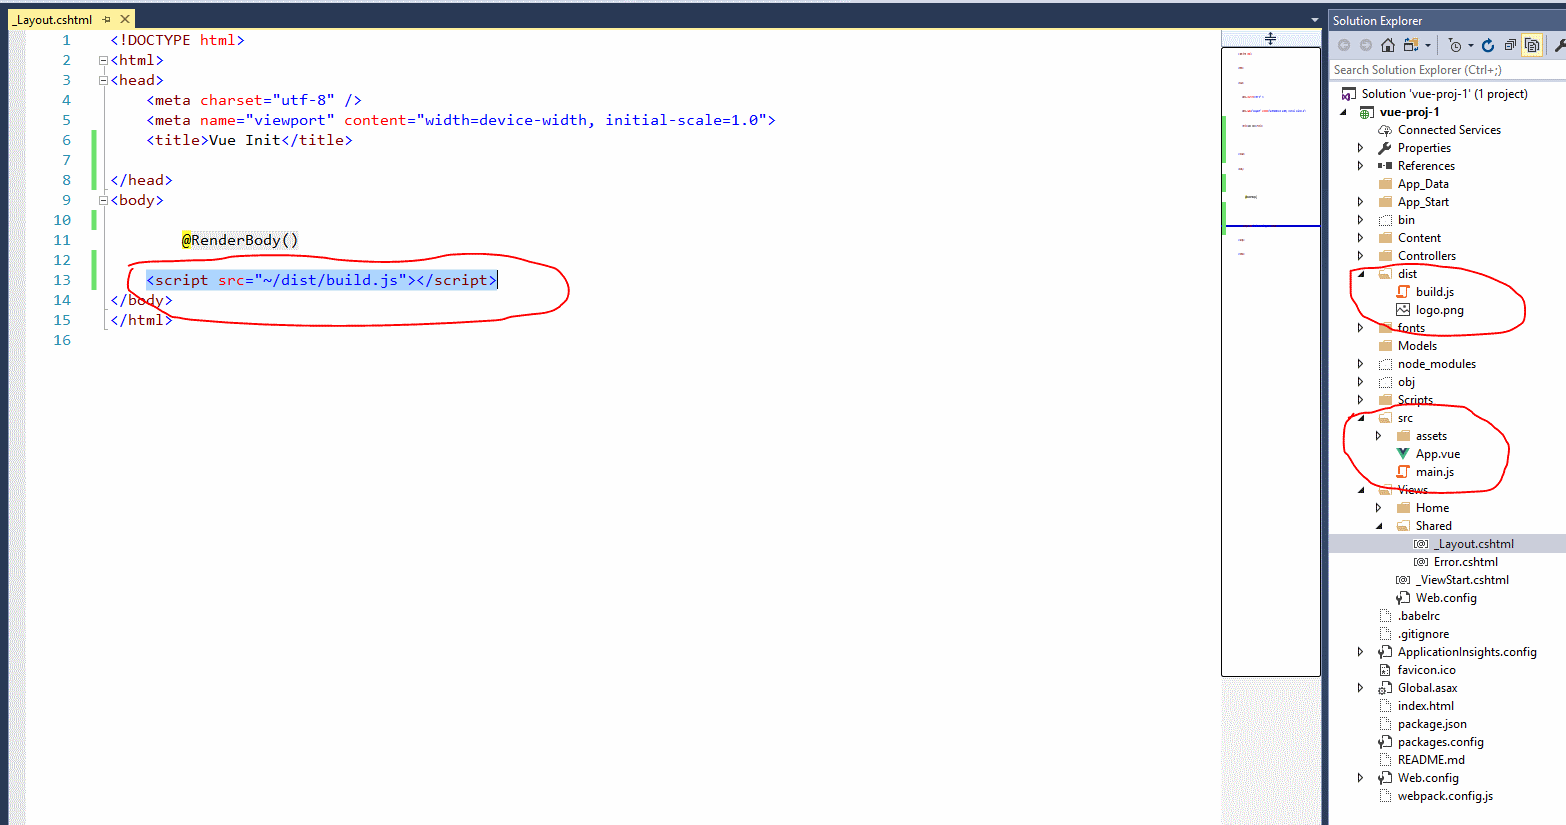 _Layout.cshtml
1 <!DOCTYPE html>
2 <html>
3 <head>
4 <meta charset="utf-8" />
5 <meta name="viewport" content="width=device-width, initial-scale=1.0">
6 <title>Vue Init</title>
7
8 </head>
9 <body>
10
11 @RenderBody()
12
13 <script src="~/dist/build.js"></script>
14 </body>
15 </html>
16
Solution Explorer
Search Solution Explorer (Ctrl+;)
Solution 'vue-proj-1' (1 project)
vue-proj-1
Connected Services
Properties
References
App_Data
App_Start
bin
Content
Controllers
dist
build.js
logo.png
fonts
Models
node_modules
obj
Scripts
src
assets
App.vue
main.js
Views
Home
Shared
_Layout.cshtml
Error.cshtml
_ViewStart.cshtml
Web.config
.babelrc
.gitignore
ApplicationInsights.config
favicon.ico
Global.asax
index.html
package.json
packages.config
README.md
Web.config
webpack.config.js